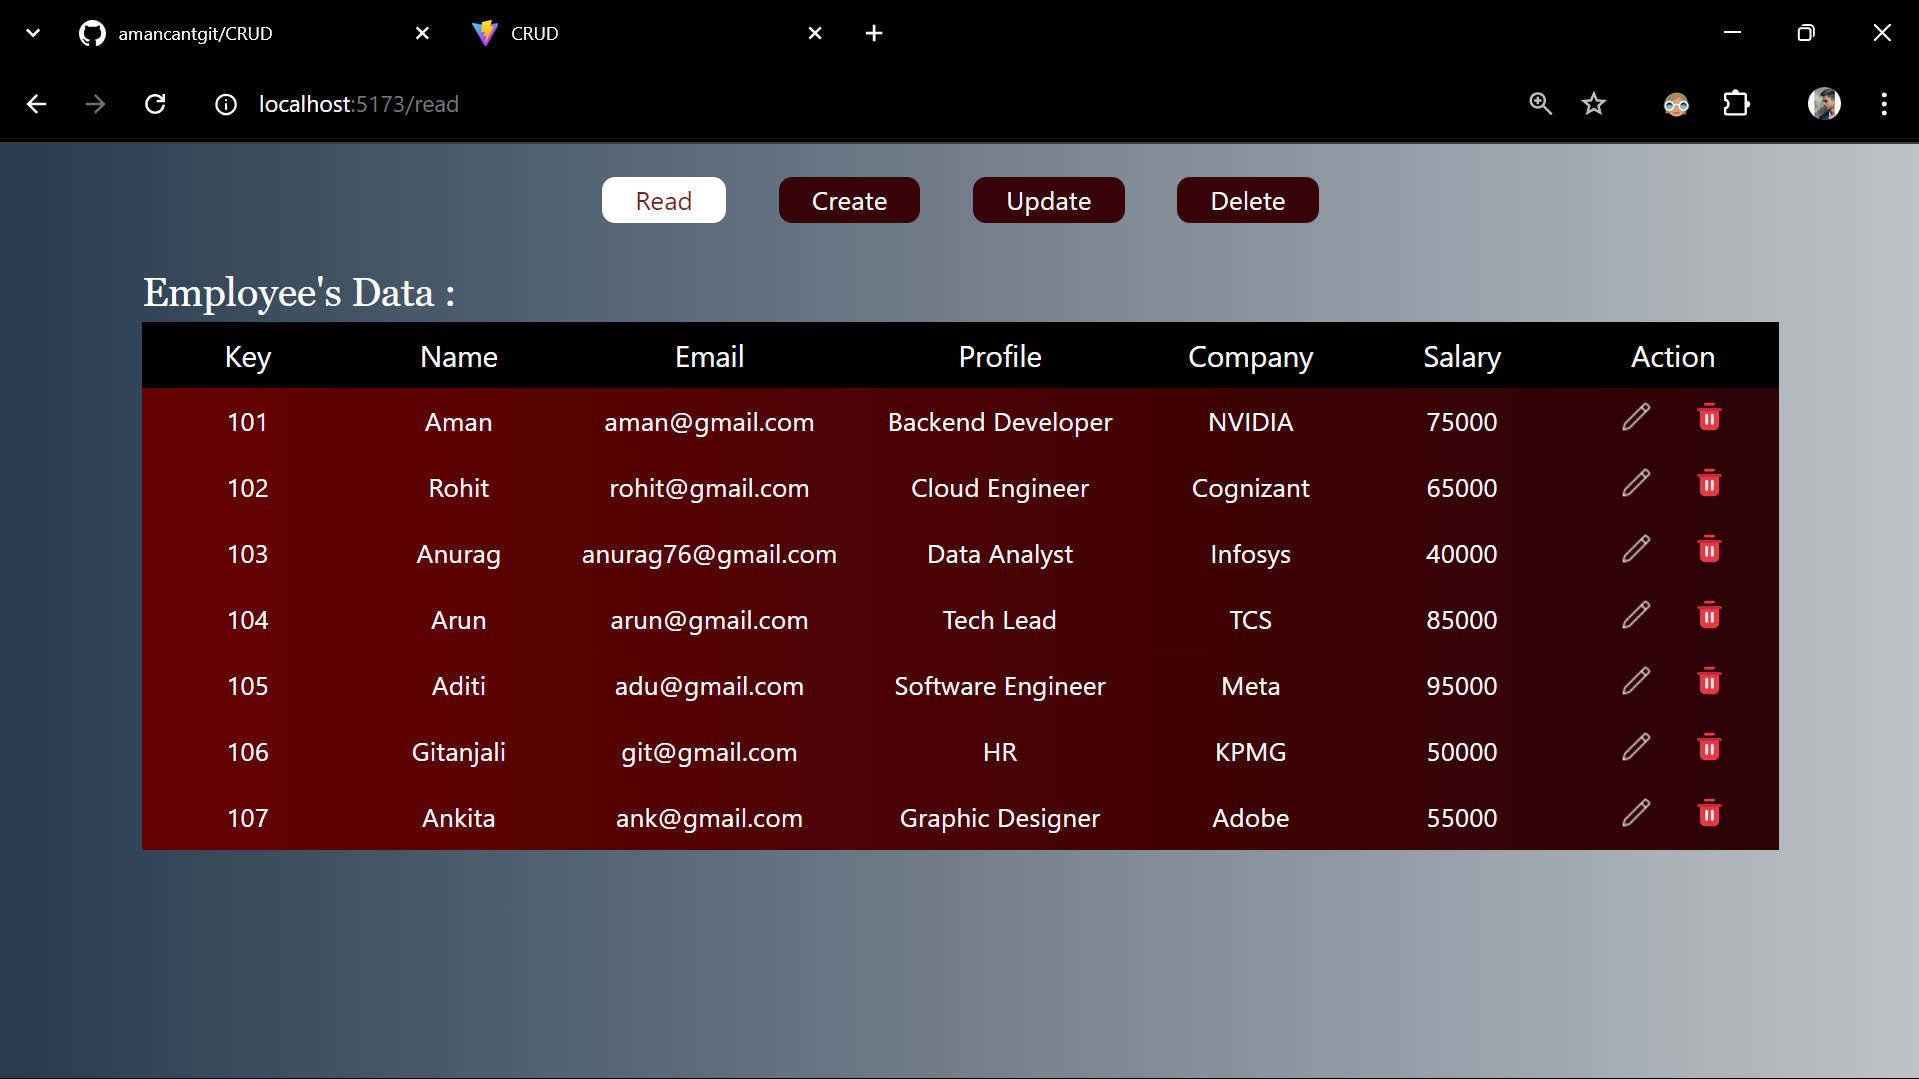 amancantgit/CRUD CRUD
localhost:5173/read
Read Create Update Delete
Employee's Data :
Key Name Email Profile Company Salary Action
101 Aman aman@gmail.com Backend Developer NVIDIA 75000
102 Rohit rohit@gmail.com Cloud Engineer Cognizant 65000
103 Anurag anurag76@gmail.com Data Analyst Infosys 40000
104 Arun arun@gmail.com Tech Lead TCS 85000
105 Aditi adu@gmail.com Software Engineer Meta 95000
106 Gitanjali git@gmail.com HR KPMG 50000
107 Ankita ank@gmail.com Graphic Designer Adobe 55000